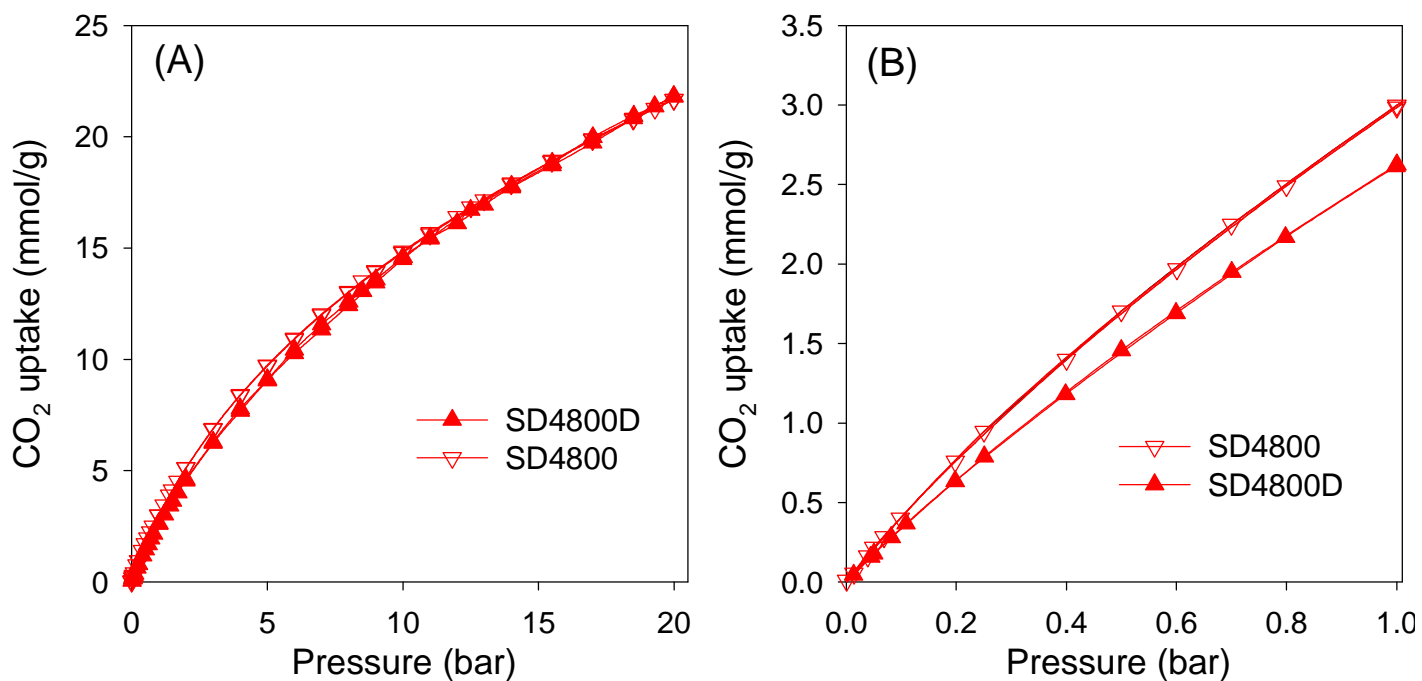 (A)
CO₂ uptake (mmol/g)
25
20
15
10
5
0
SD4800D
SD4800
0 5 10 15 20
Pressure (bar)
(B)
CO₂ uptake (mmol/g)
3.5
3.0
2.5
2.0
1.5
1.0
0.5
0.0
SD4800
SD4800D
0.0 0.2 0.4 0.6 0.8 1.0
Pressure (bar)